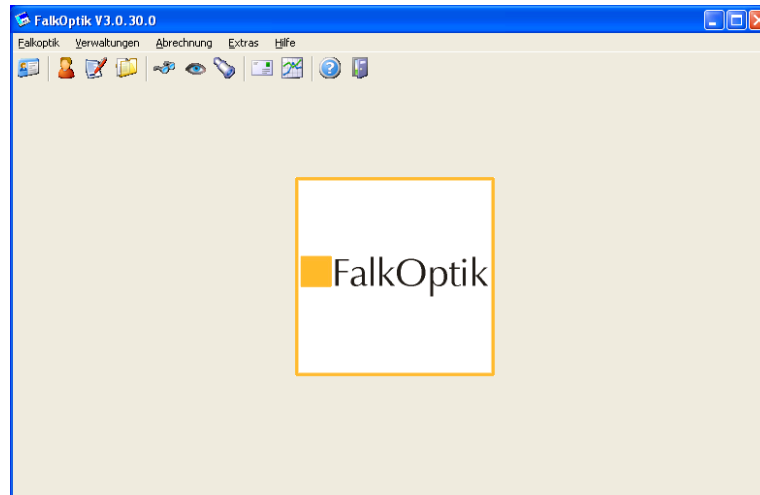 FalkOptik V3.0.30.0
Falkoptik Verwaltungen Abrechnung Extras Hilfe
FalkOptik